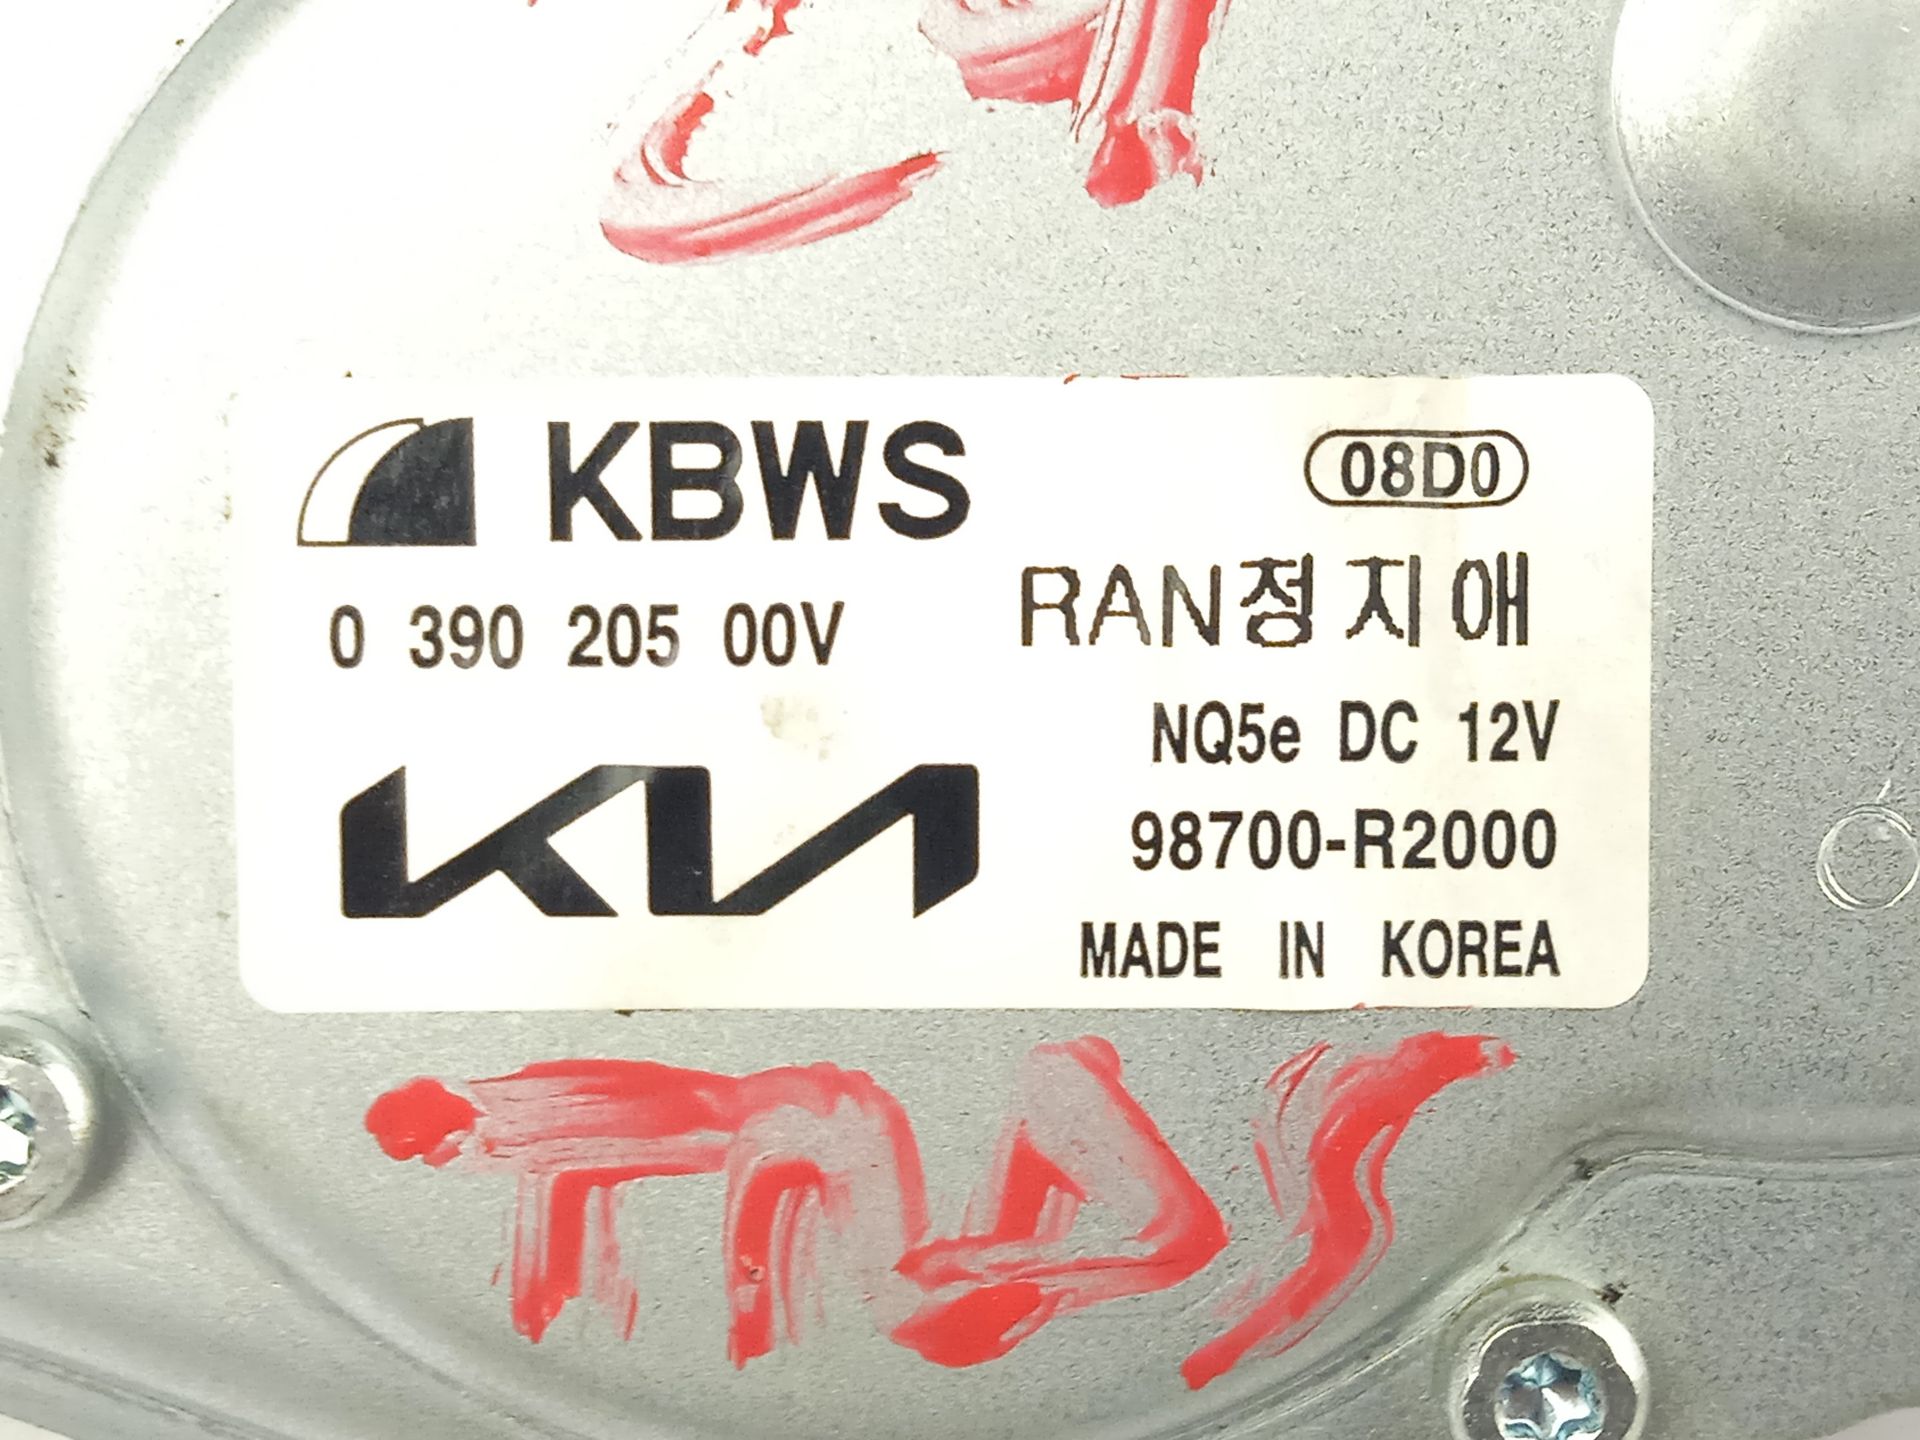 KBWS
08D0
0 390 205 00V
RAN정지애
NQ5e DC 12V
98700-R2000
KIA
MADE IN KOREA